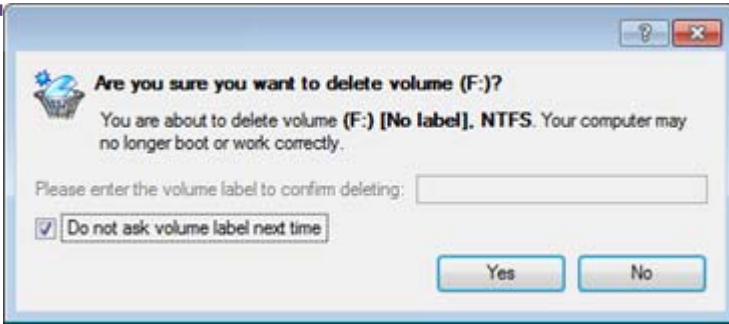 Are you sure you want to delete volume (F:)?
You are about to delete volume (F:) [No label], NTFS. Your computer may
no longer boot or work correctly.
Please enter the volume label to confirm deleting:
Do not ask volume label next time
Yes No